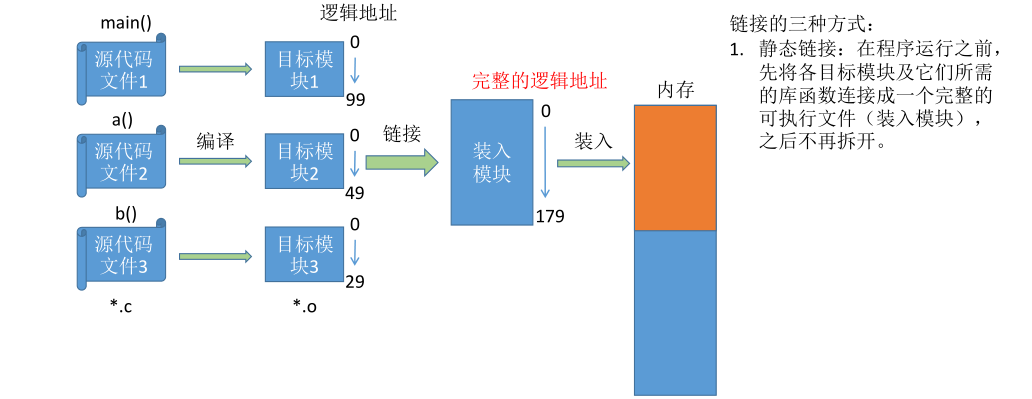 逻辑地址
main()
源代码
文件1
目标模
块1
0
99
a()
源代码
文件2
编译
目标模
块2
0
49
b()
源代码
文件3
目标模
块3
0
29
*.c
*.o
链接
完整的逻辑地址
装入
模块
0
179
装入
内存
链接的三种方式：
1. 静态链接：在程序运行之前，
先将各目标模块及它们所需
的库函数连接成一个完整的
可执行文件（装入模块），
之后不再拆开。